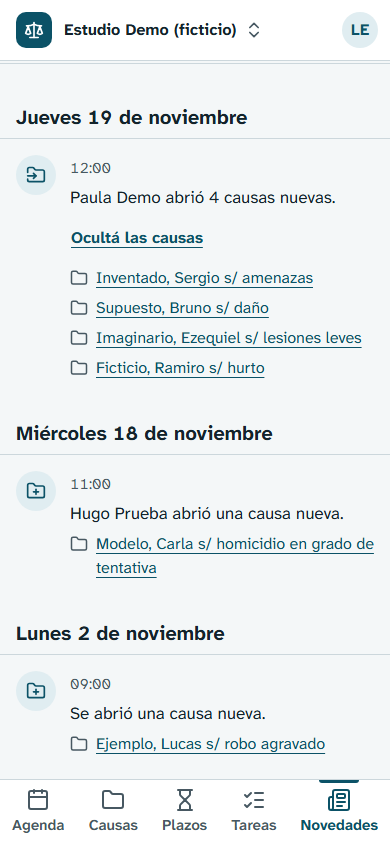 Estudio Demo (ficticio)
LE
Jueves 19 de noviembre
12:00
Paula Demo abrió 4 causas nuevas.
Ocultá las causas
Inventado, Sergio s/ amenazas
Supuesto, Bruno s/ daño
Imaginario, Ezequiel s/ lesiones leves
Ficticio, Ramiro s/ hurto
Miércoles 18 de noviembre
11:00
Hugo Prueba abrió una causa nueva.
Modelo, Carla s/ homicidio en grado de
tentativa
Lunes 2 de noviembre
09:00
Se abrió una causa nueva.
Ejemplo, Lucas s/ robo agravado
Agenda
Causas
Plazos
Tareas
Novedades